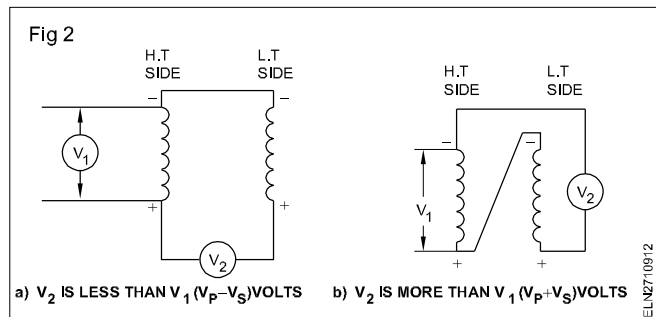 Fig 2
H.T
SIDE
L.T
SIDE
H.T
SIDE
L.T
SIDE
− −
V1
+ +
V2
− −
V1
V2
+ +
a) V2 IS LESS THAN V1 (VP−VS)VOLTS
b) V2 IS MORE THAN V1 (VP+VS)VOLTS
ELN2710912